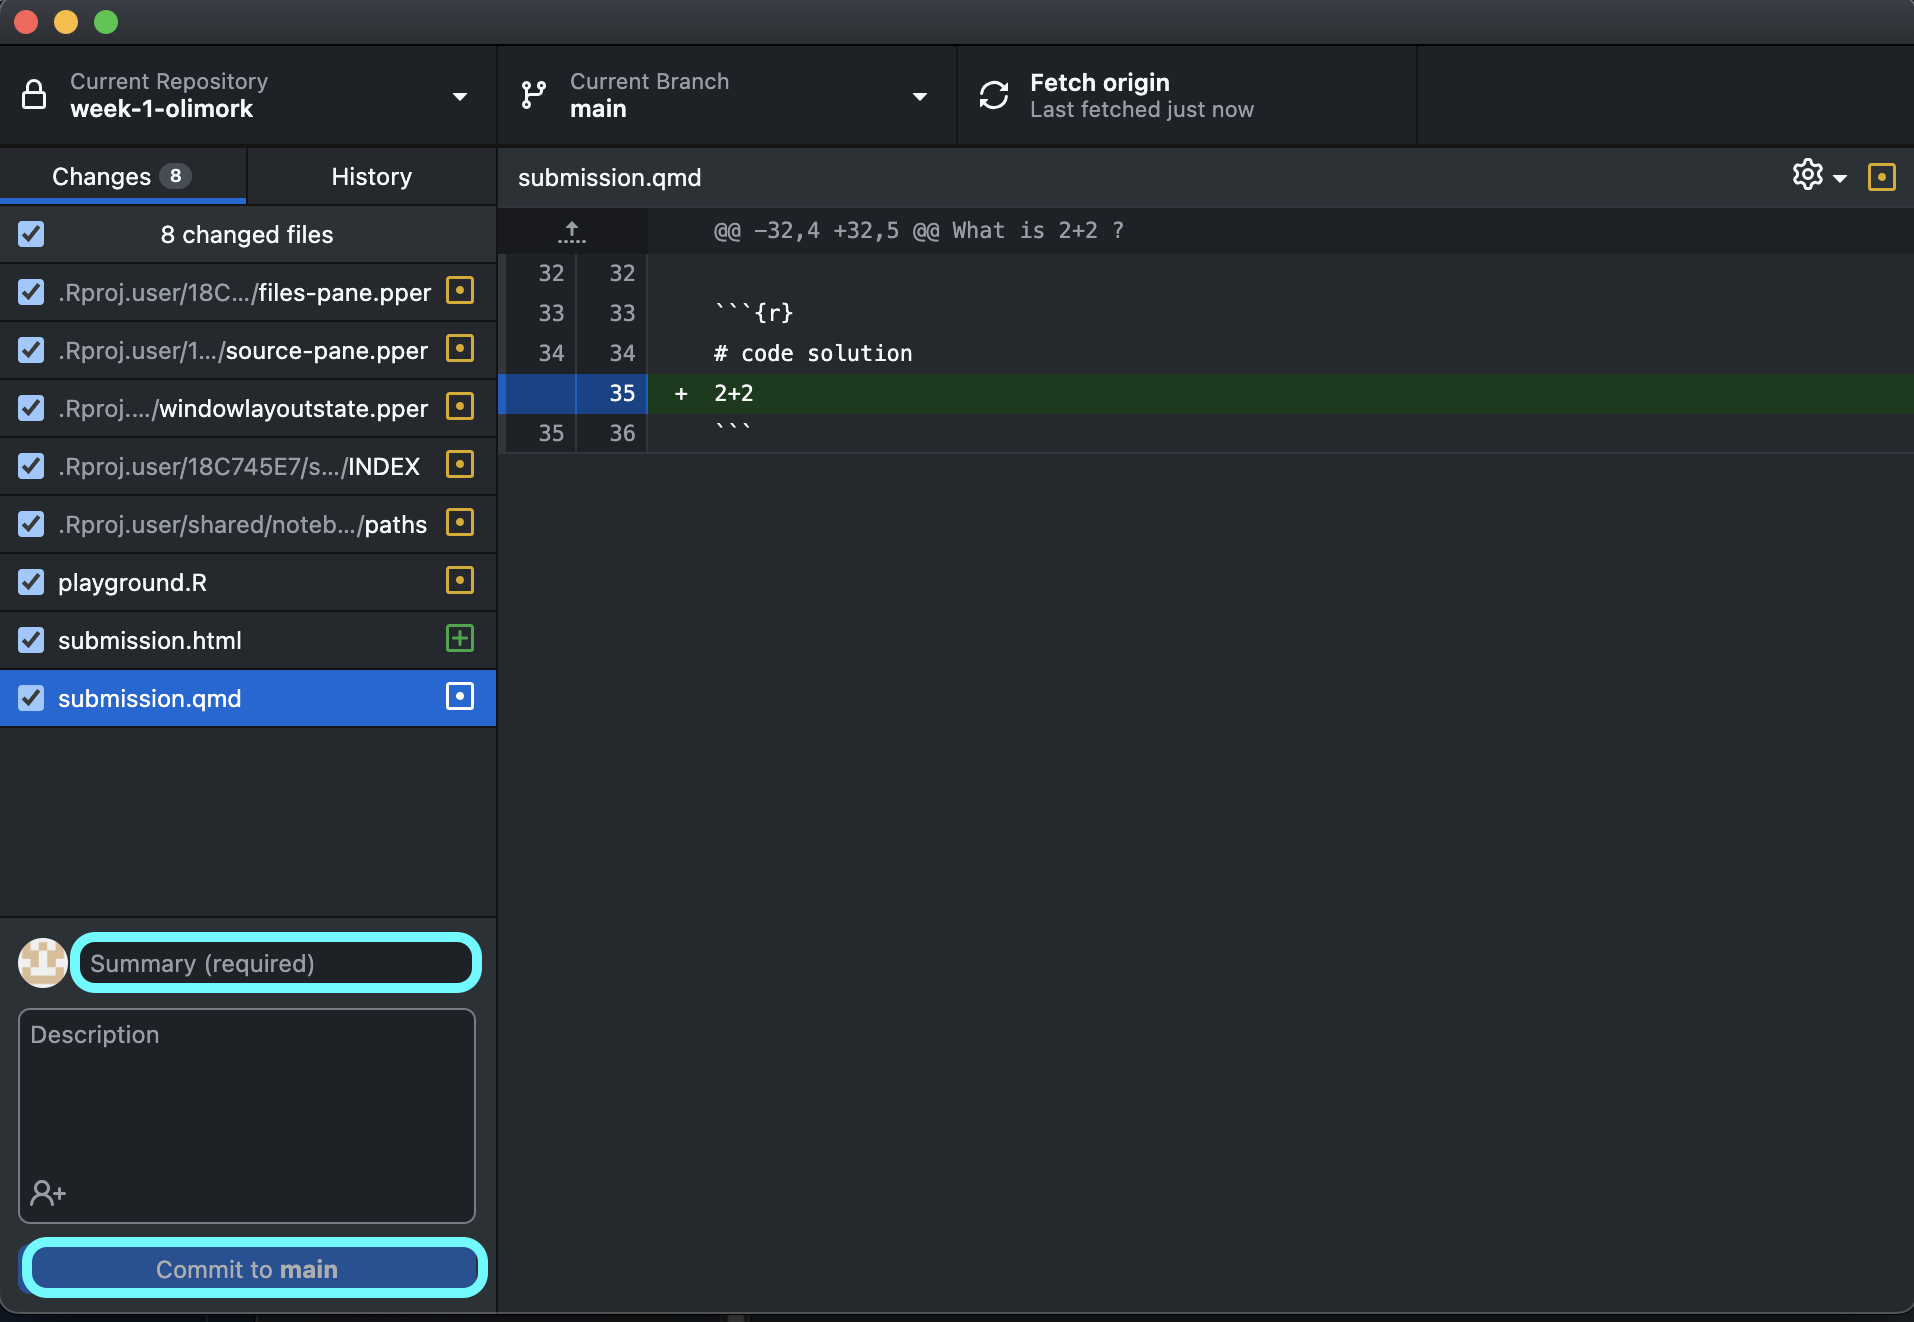 Current Repository
week-1-olimork
Current Branch
main
Fetch origin
Last fetched just now
Changes 8
History
8 changed files
.Rproj.user/18C.../files-pane.pper
.Rproj.user/1.../source-pane.pper
.Rproj..../windowlayoutstate.pper
.Rproj.user/18C745E7/s.../INDEX
.Rproj.user/shared/noteb.../paths
playground.R
submission.html
submission.qmd
Summary (required)
Description
Commit to main
submission.qmd
@@ -32,4 +32,5 @@ What is 2+2 ?
32 32
33 33 ```{r}
34 34 # code solution
35 + 2+2
35 36 ```